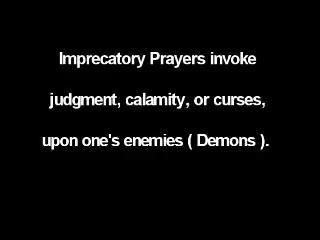 Imprecatory Prayers invoke
judgment, calamity, or curses,
upon one's enemies ( Demons ).